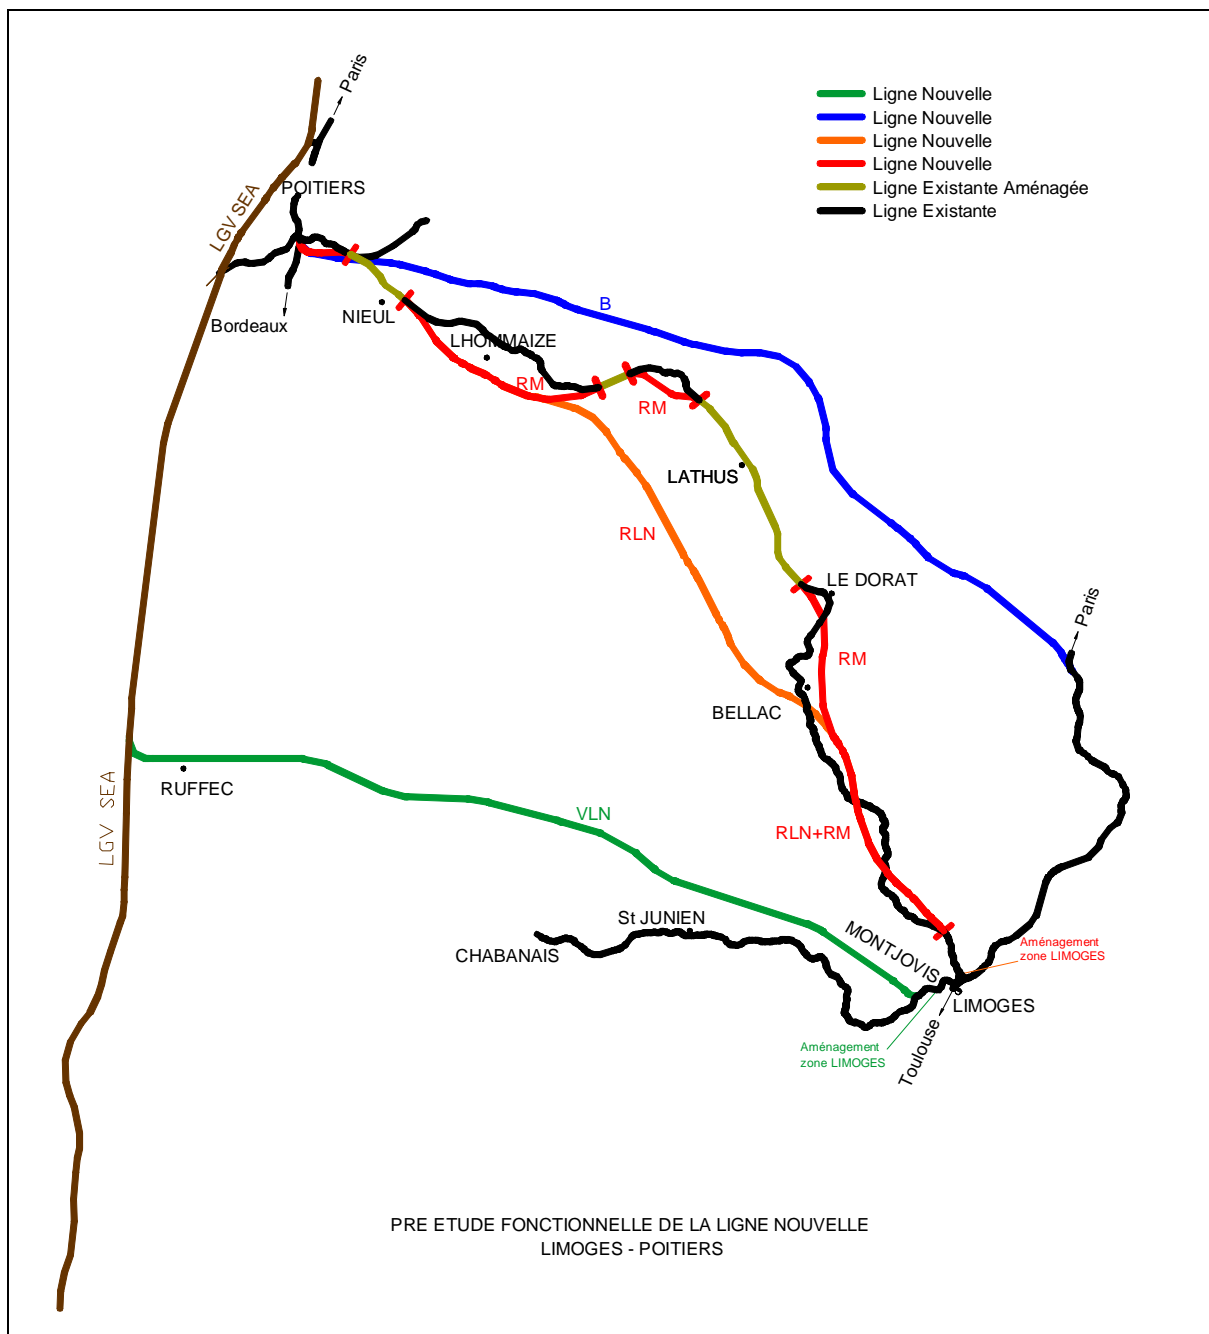 Paris
Ligne Nouvelle
Ligne Nouvelle
Ligne Nouvelle
Ligne Nouvelle
Ligne Existante Aménagée
Ligne Existante
POITIERS
LGV SEA
Bordeaux
NIEUL
B
LHOMMAIZE
RM
RM
LATHUS
RLN
LE DORAT
Paris
RM
BELLAC
RUFFEC
LGV SEA
VLN
RLN+RM
St JUNIEN
CHABANAIS
MONTJOVIS
Aménagement
zone LIMOGES
LIMOGES
Toulouse
Aménagement
zone LIMOGES
PRE ETUDE FONCTIONNELLE DE LA LIGNE NOUVELLE
LIMOGES - POITIERS